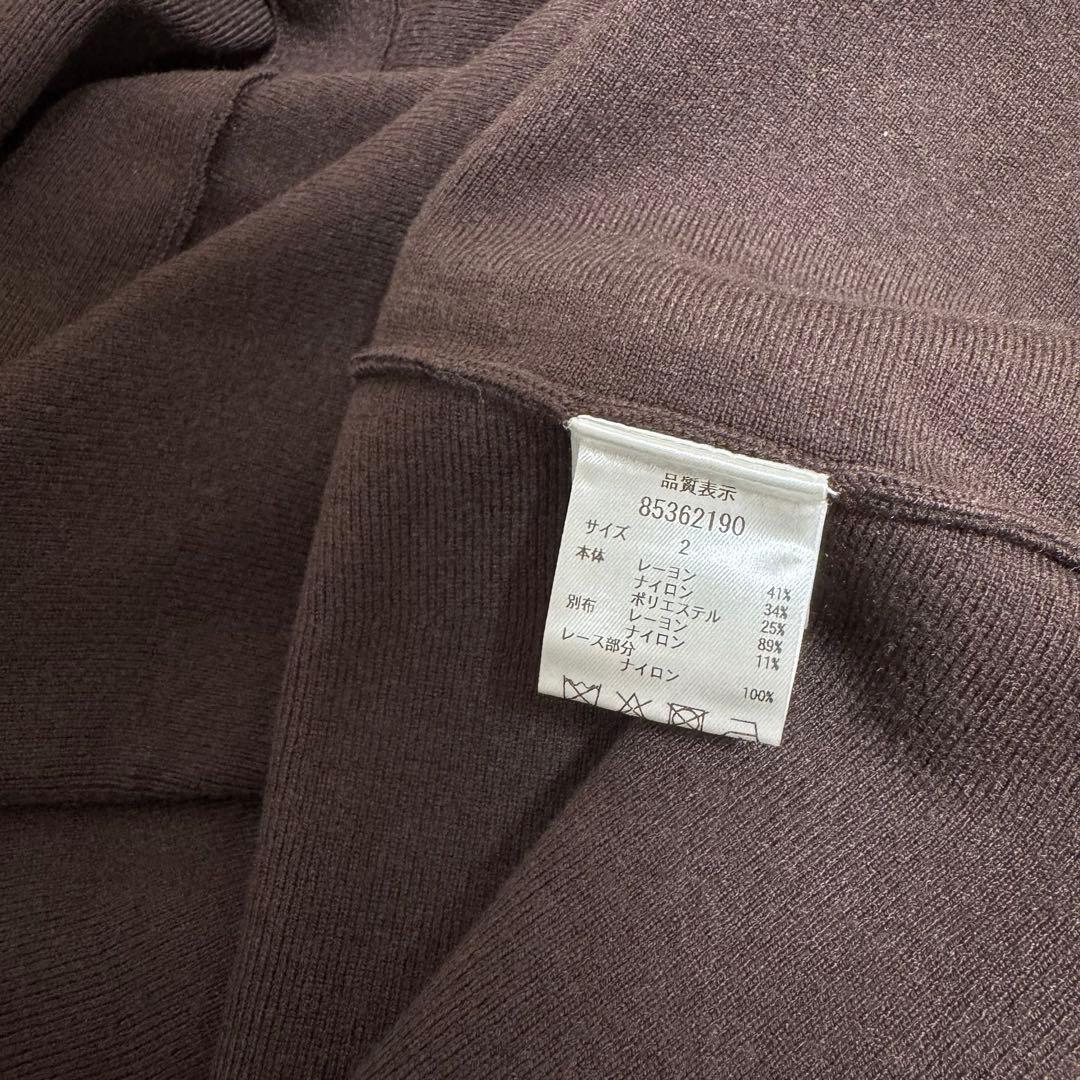 品質表示
85362190
サイズ 2
本体 レーヨン 41%
ナイロン 34%
ポリエステル 25%
別布 レーヨン 89%
ナイロン 11%
レース部分
ナイロン 100%